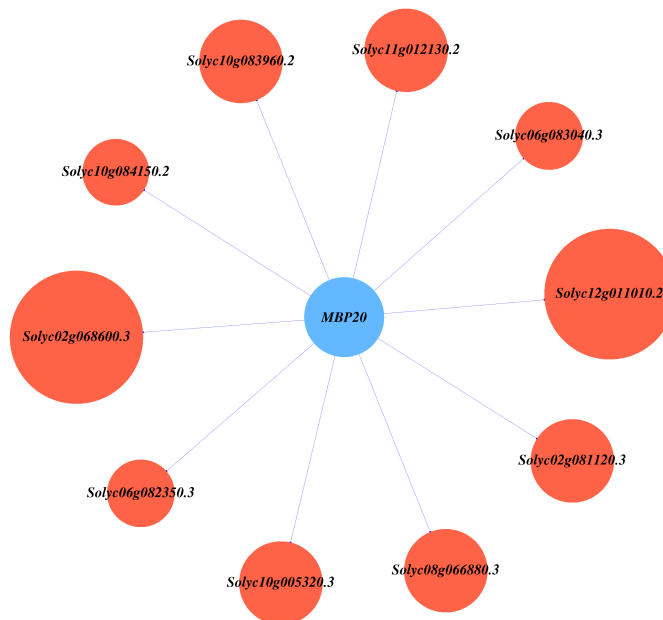 Solyc11g012130.2
Solyc10g083960.2
Solyc06g083040.3
Solyc10g084150.2
Solyc12g011010.2
MBP20
Solyc02g068600.3
Solyc02g081120.3
Solyc06g082350.3
Solyc08g066880.3
Solyc10g005320.3